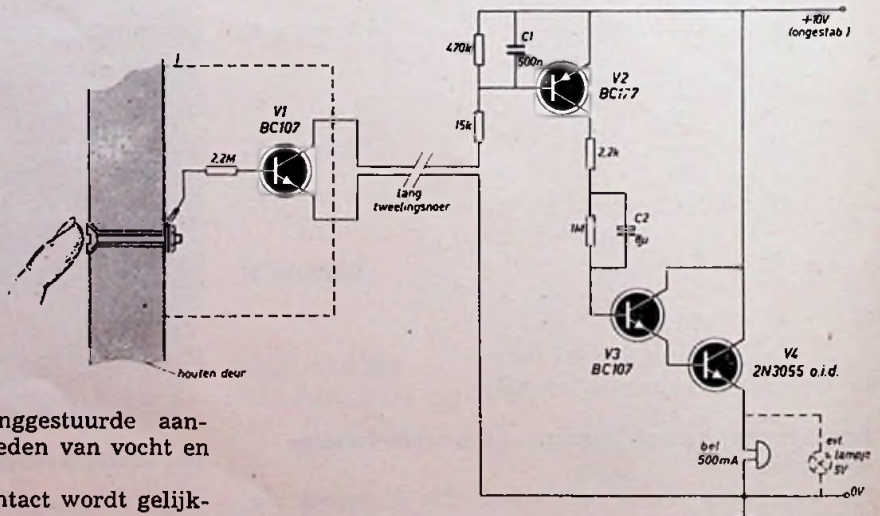 +10V
(ongestab.)
470k
C1
500n
V2
BC177
V1
BC107
15k
2,2M
2,2k
lang
tweelingsnoer
1M
C2
8µ
V3
BC107
V4
2N3055 o.i.d.
houten deur
bel
500mA
evt.
lampje
5V
0V
nggestuurde aan-
eden van vocht en
ntact wordt gelijk-